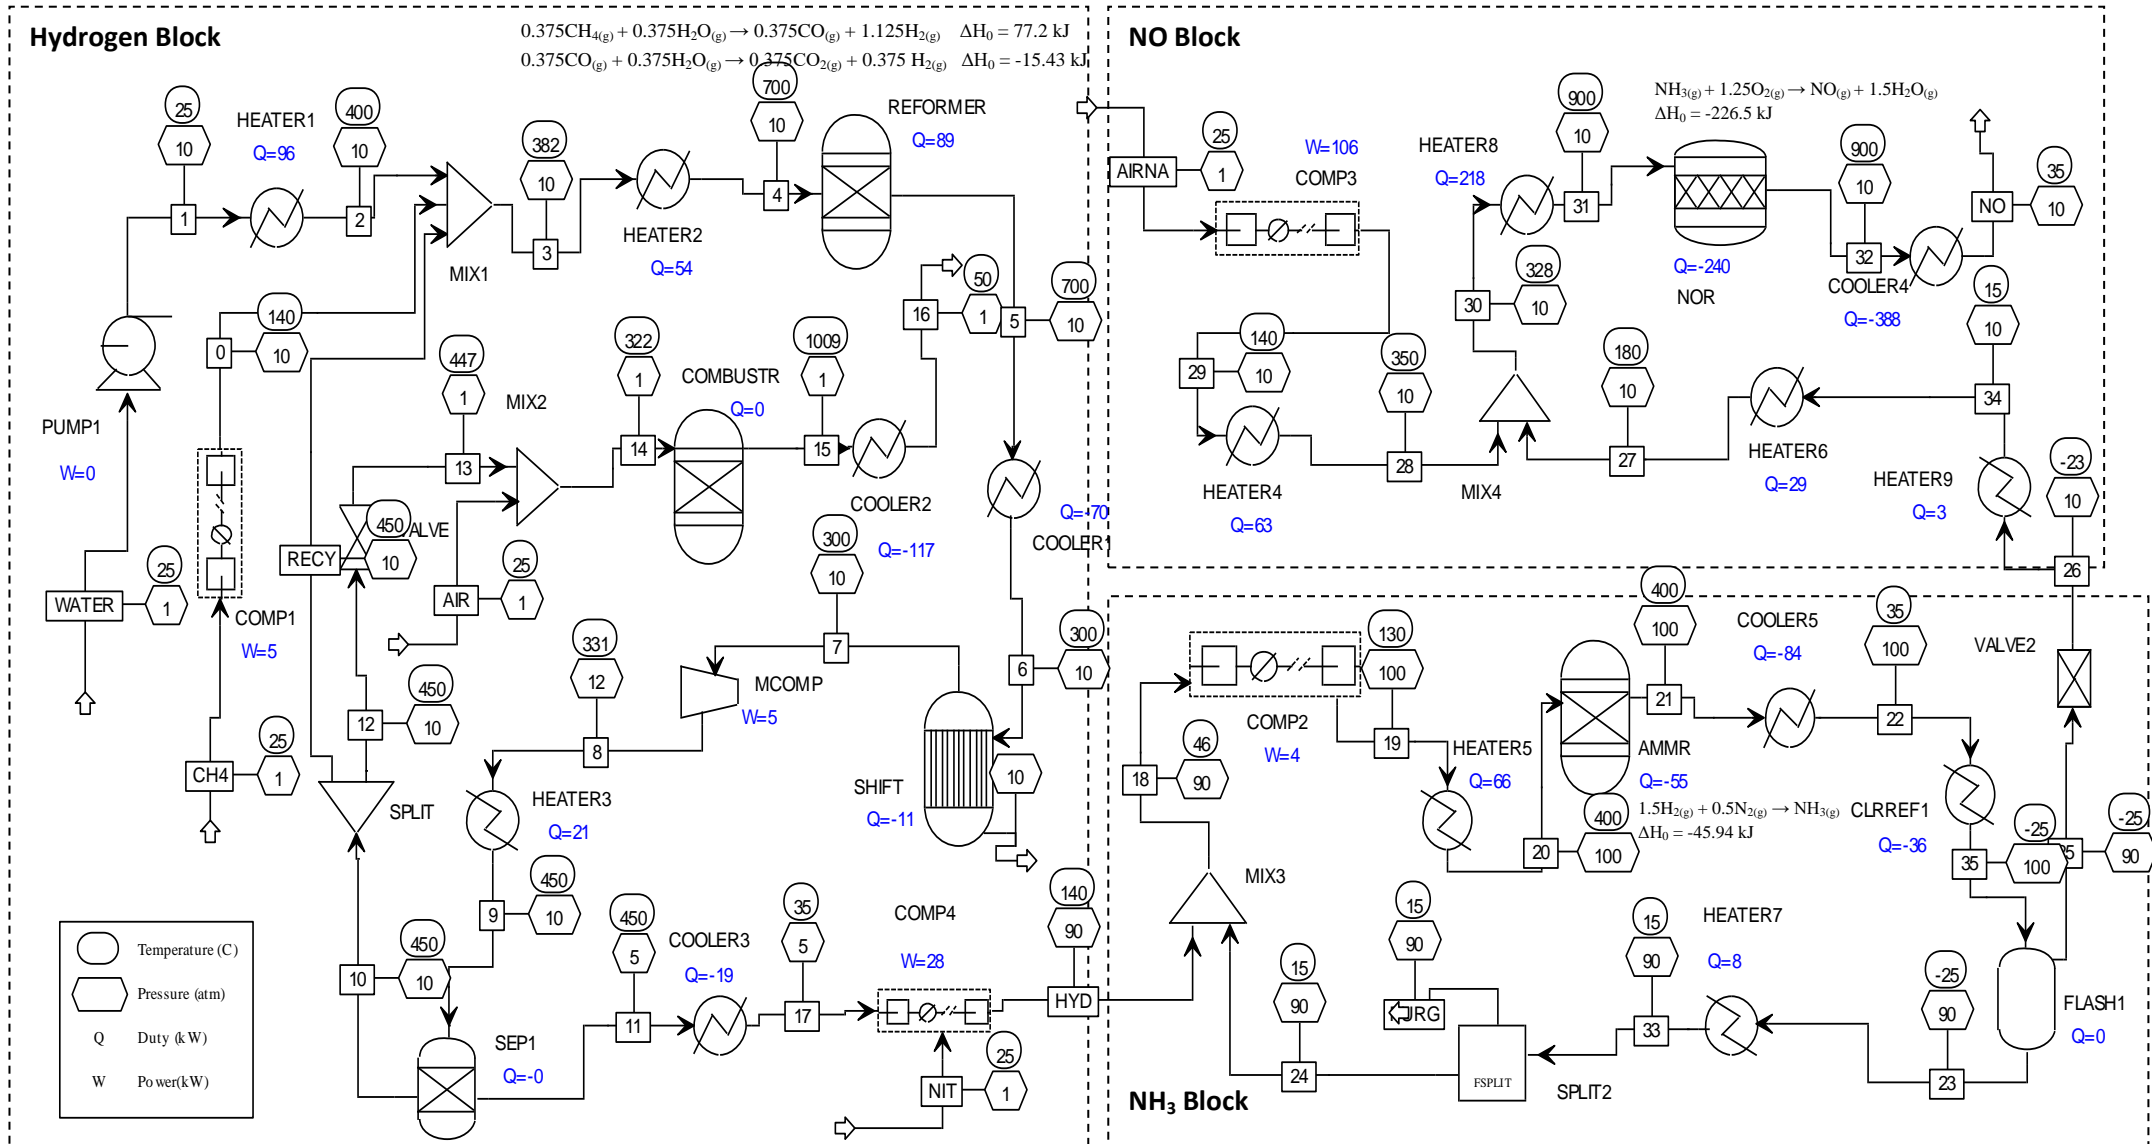 Hydrogen Block
0.375CH₄(g) + 0.375H₂O(g) → 0.375CO(g) + 1.125H₂(g) ΔH₀ = 77.2 kJ
0.375CO(g) + 0.375H₂O(g) → 0.375CO₂(g) + 0.375 H₂(g) ΔH₀ = -15.43 kJ
25
10
1
HEATER1
Q=96
400
10
2
382
10
3
MIX1
HEATER2
Q=54
700
10
4
REFORMER
Q=89
700
10
5
50
1
16
140
10
0
PUMP1
W=0
25
1
WATER
COMP1
W=5
25
1
CH4
447
1
13
MIX2
322
1
14
COMBUSTR
Q=0
1009
1
15
COOLER2
Q=-117
450
10
RECY
25
1
AIR
450
10
12
SPLIT
Q=-70
COOLER1
300
10
6
300
10
7
MCOMP
W=5
331
12
8
SHIFT
Q=-11
10
HEATER3
Q=21
450
10
9
450
10
10
SEP1
Q=-0
450
5
11
COOLER3
Q=-19
35
5
17
COMP4
W=28
25
1
NIT
140
90
HYD
Temperature (C)
Pressure (atm)
Q Duty (kW)
W Power(kW)
NO Block
25
1
AIRNA
W=106
COMP3
140
10
29
HEATER4
Q=63
350
10
28
MIX4
328
10
30
HEATER8
Q=218
900
10
31
NH₃(g) + 1.25O₂(g) → NO(g) + 1.5H₂O(g)
ΔH₀ = -226.5 kJ
Q=-240
NOR
900
10
32
COOLER4
Q=-388
35
10
NO
15
10
34
180
10
27
HEATER6
Q=29
HEATER9
Q=3
-23
10
26
NH₃ Block
46
90
18
COMP2
W=4
130
100
19
HEATER5
Q=66
400
100
20
AMMR
Q=-55
1.5H₂(g) + 0.5N₂(g) → NH₃(g)
ΔH₀ = -45.94 kJ
400
100
21
COOLER5
Q=-84
35
100
22
CLRREF1
Q=-36
-25
100
35
VALVE2
-25
90
FLASH1
Q=0
-25
90
23
HEATER7
Q=8
15
90
33
FSPLIT
SPLIT2
15
90
15
90
24
MIX3